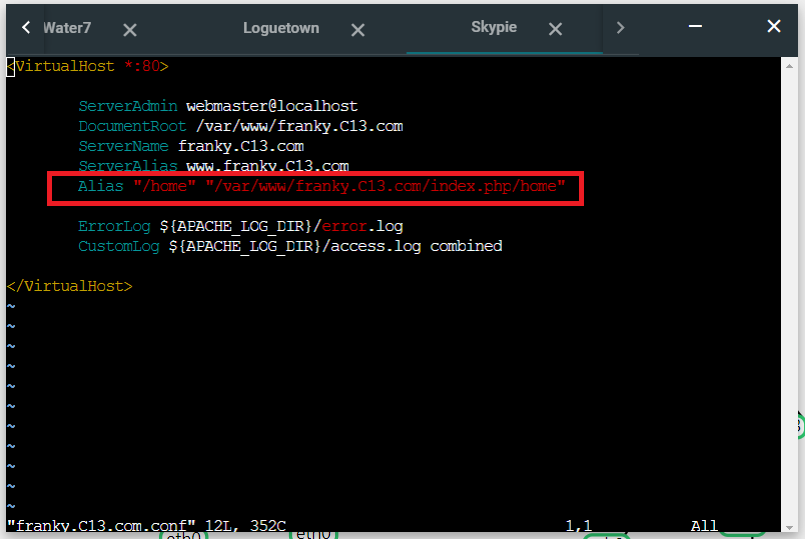 Water7 Loguetown Skypie
<VirtualHost *:80>
ServerAdmin webmaster@localhost
DocumentRoot /var/www/franky.C13.com
ServerName franky.C13.com
ServerAlias www.franky.C13.com
Alias "/home" "/var/www/franky.C13.com/index.php/home"
ErrorLog ${APACHE_LOG_DIR}/error.log
CustomLog ${APACHE_LOG_DIR}/access.log combined
</VirtualHost>
~
~
~
~
~
~
~
~
~
~
~
"franky.C13.com.conf" 12L, 352C 1,1 All
eth0 eth0